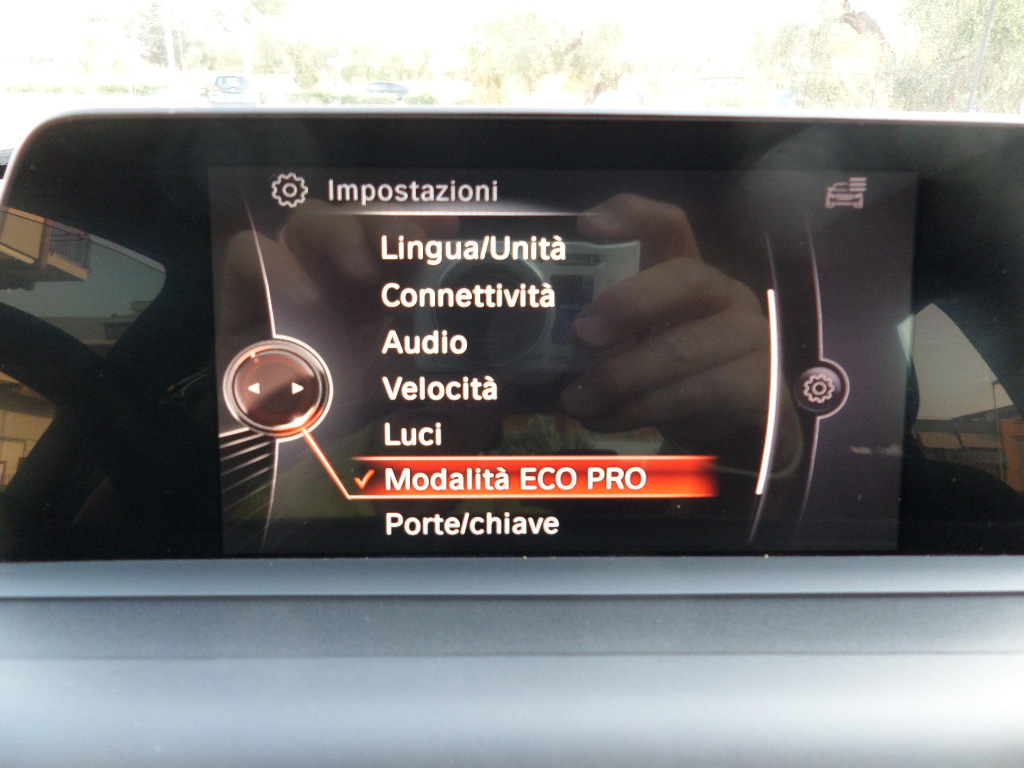 Impostazioni
Lingua/Unità
Connettività
Audio
Velocità
Luci
Modalità ECO PRO
Porte/chiave